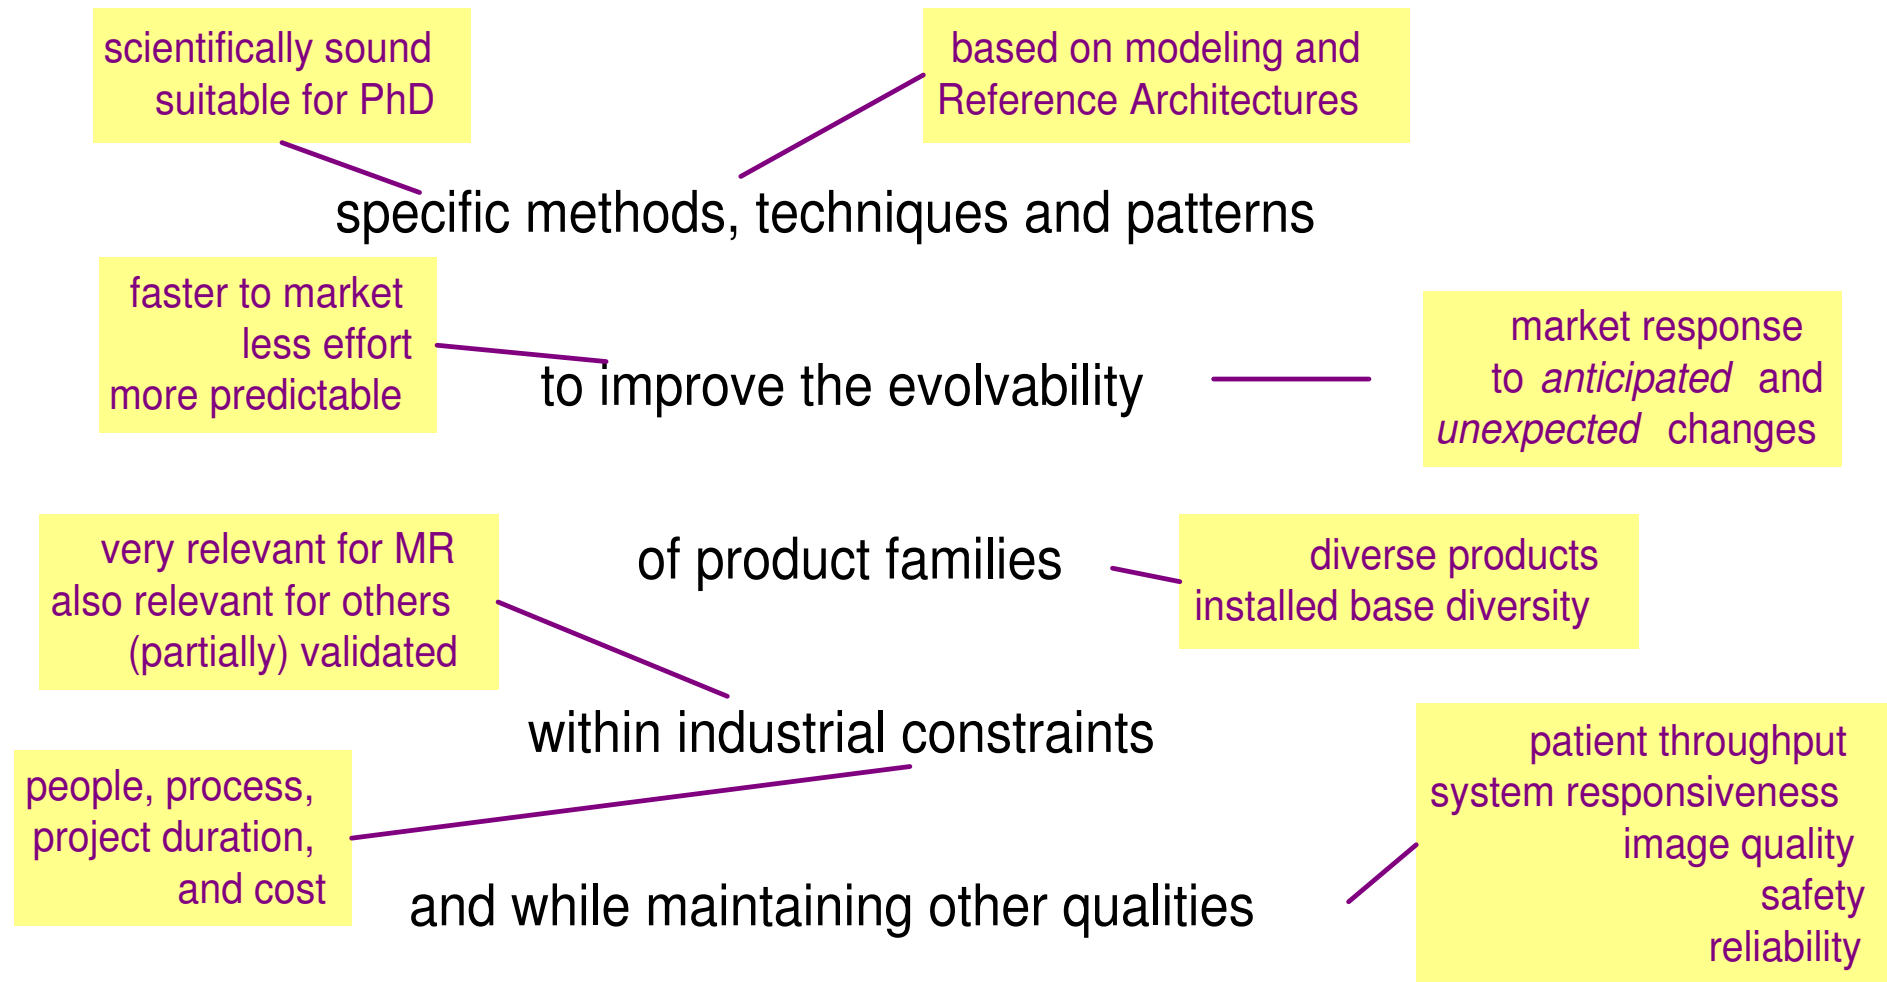 scientifically sound
suitable for PhD
based on modeling and
Reference Architectures
specific methods, techniques and patterns
faster to market
less effort
more predictable
to improve the evolvability
market response
to anticipated and
unexpected changes
very relevant for MR
also relevant for others
(partially) validated
of product families
diverse products
installed base diversity
within industrial constraints
people, process,
project duration,
and cost
and while maintaining other qualities
patient throughput
system responsiveness
image quality
safety
reliability